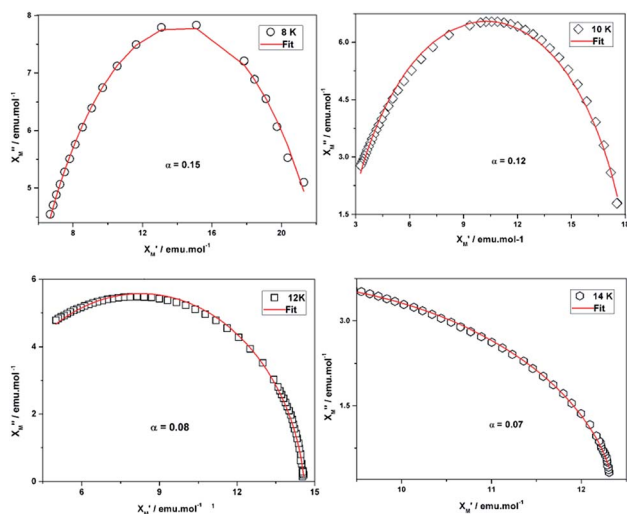 8
7
6
5
X_M'' / emu.mol⁻¹
8 K
Fit
α = 0.15
8 12 16 20
X_M' / emu.mol⁻¹
6.0
4.5
3.0
1.5
X_M'' / emu.mol⁻¹
10 K
Fit
α = 0.12
3 6 9 12 15 18
X_M' / emu.mol-1
6
4
2
0
X_M'' / emu.mol⁻¹
12K
Fit
α = 0.08
6 9 12 15
X_M' / emu.mol⁻¹
3.0
1.5
X_M'' / emu.mol⁻¹
14 K
Fit
α = 0.07
10 11 12
X_M' / emu.mol⁻¹